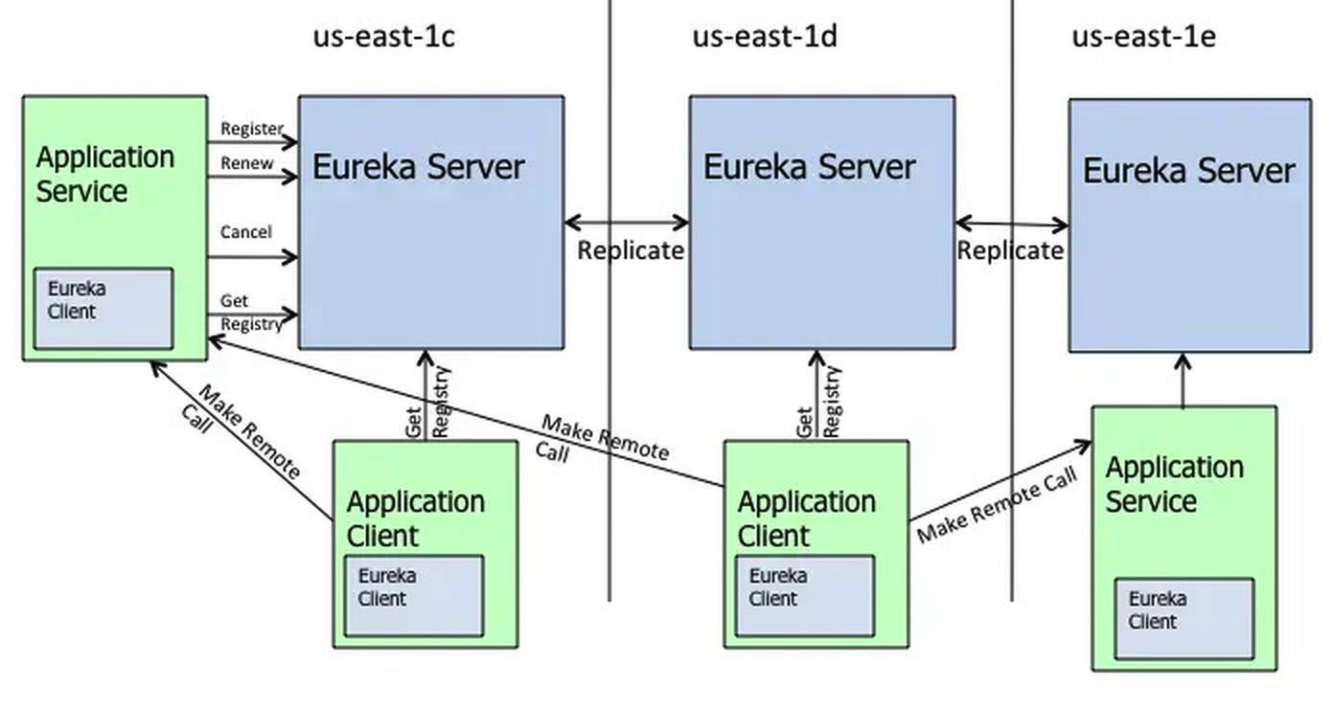 us-east-1c
us-east-1d
us-east-1e
Application
Service
Eureka
Client
Register
Renew
Cancel
Get
Registry
Eureka Server
Replicate
Eureka Server
Replicate
Eureka Server
Make Remote
Call
Get
Registry
Make Remote
Call
Get
Registry
Make Remote Call
Application
Client
Eureka
Client
Application
Client
Eureka
Client
Application
Service
Eureka
Client